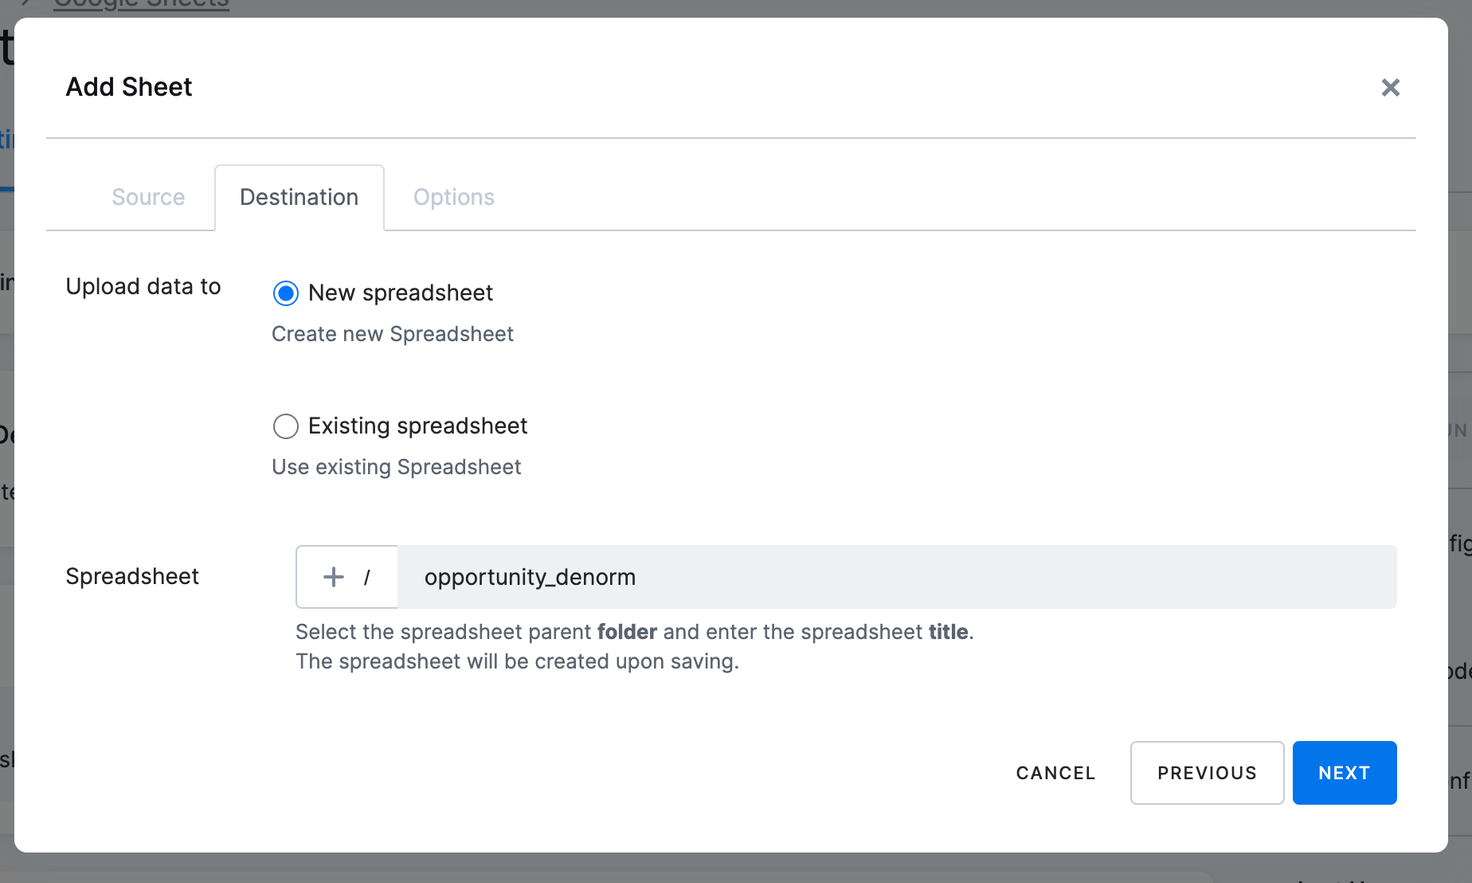 Google Sheets
Add Sheet
Source
Destination
Options
Upload data to
New spreadsheet
Create new Spreadsheet
Existing spreadsheet
Use existing Spreadsheet
Spreadsheet
+ / opportunity_denorm
Select the spreadsheet parent folder and enter the spreadsheet title.
The spreadsheet will be created upon saving.
CANCEL
PREVIOUS
NEXT